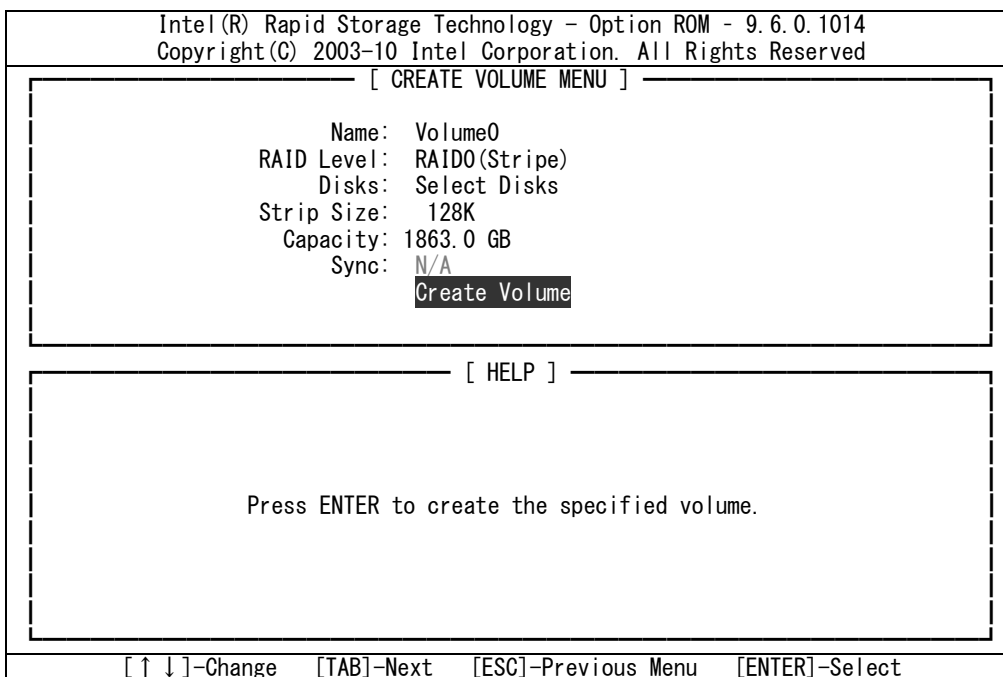 Intel(R) Rapid Storage Technology - Option ROM - 9.6.0.1014
Copyright(C) 2003-10 Intel Corporation. All Rights Reserved
[ CREATE VOLUME MENU ]
Name: Volume0
RAID Level: RAID0(Stripe)
Disks: Select Disks
Strip Size: 128K
Capacity: 1863.0 GB
Sync: N/A
Create Volume
[ HELP ]
Press ENTER to create the specified volume.
[↑↓]-Change [TAB]-Next [ESC]-Previous Menu [ENTER]-Select